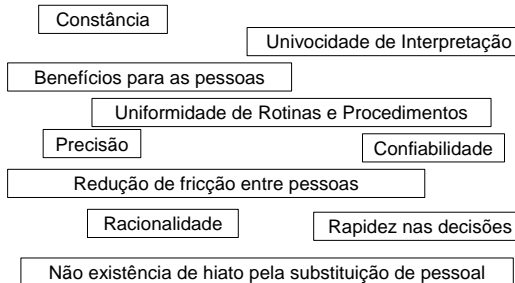 Constância
Univocidade de Interpretação
Benefícios para as pessoas
Uniformidade de Rotinas e Procedimentos
Precisão
Confiabilidade
Redução de fricção entre pessoas
Racionalidade
Rapidez nas decisões
Não existência de hiato pela substituição de pessoal